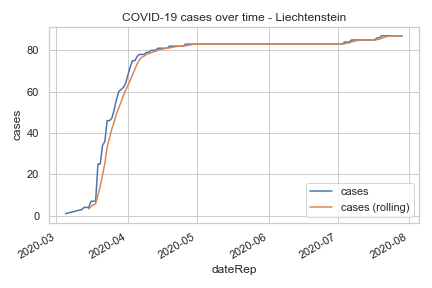 COVID-19 cases over time - Liechtenstein
cases
80
60
40
20
0
cases
cases (rolling)
2020-03
2020-04
2020-05
2020-06
2020-07
2020-08
dateRep